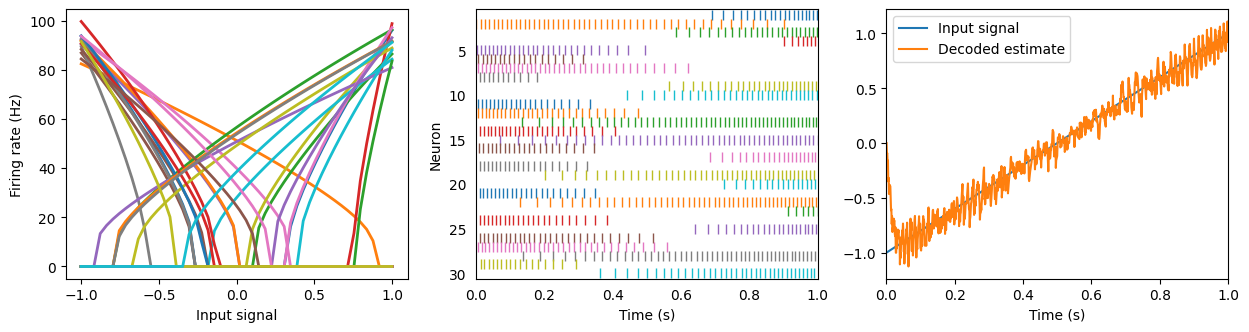 Firing rate (Hz)
100
80
60
40
20
0
−1.0 −0.5 0.0 0.5 1.0
Input signal
Neuron
5
10
15
20
25
30
0.0 0.2 0.4 0.6 0.8 1.0
Time (s)
Input signal
Decoded estimate
1.0
0.5
0.0
−0.5
−1.0
0.0 0.2 0.4 0.6 0.8 1.0
Time (s)